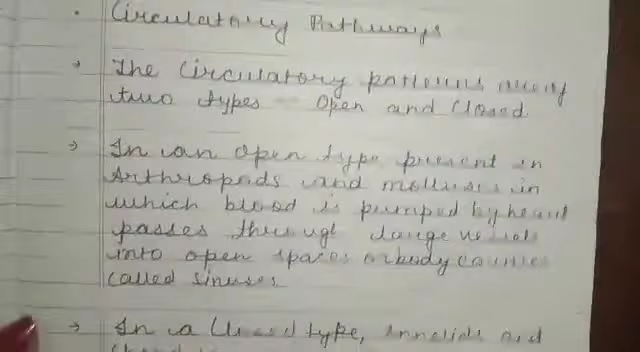 Circulatory Pathways
The Circulatory patterns are of
two types - Open and Closed.
In an open type present in
Arthropods and molluscs in
which blood is pumped by heart
passes through large vessels
into open spaces or body cavities
called sinuses
In a Closed type, Annelids and